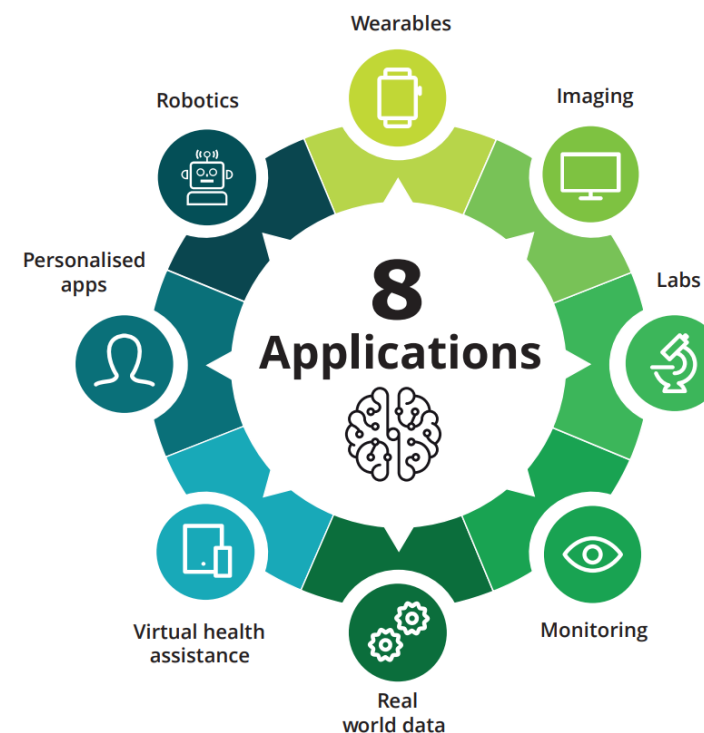 Wearables
Robotics
Imaging
Personalised
apps
Labs
8
Applications
Virtual health
assistance
Monitoring
Real
world data